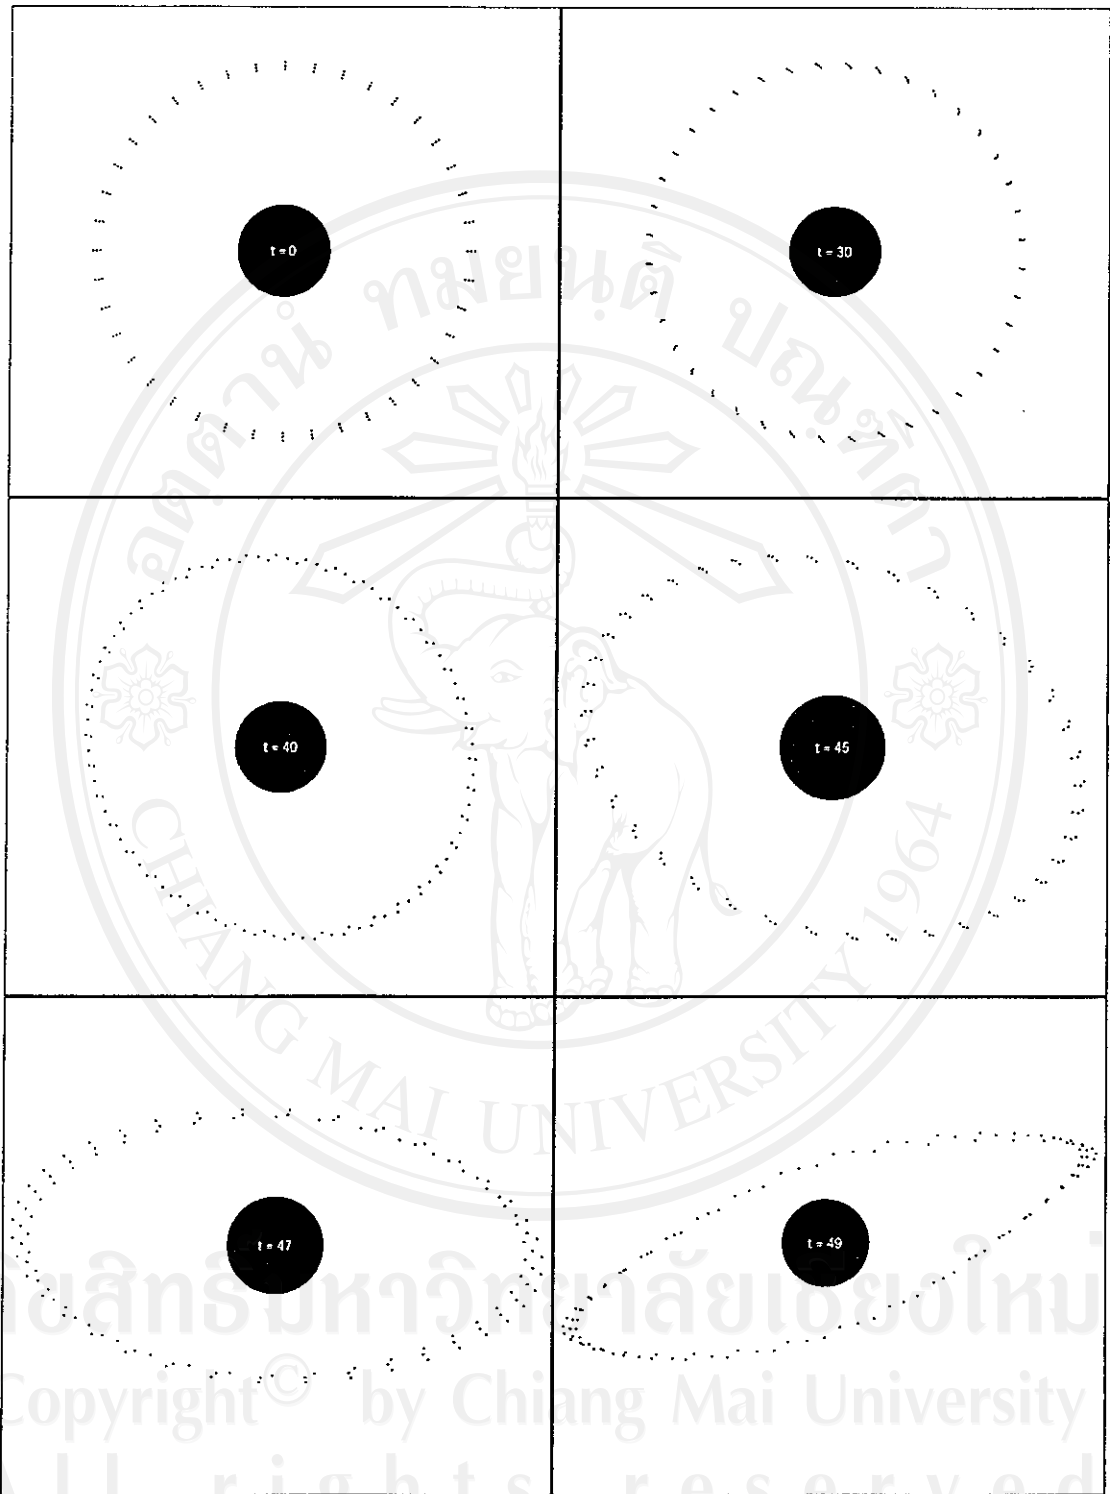 t = 0
t = 30
t = 40
t = 45
t = 47
t = 49
CHIANG MAI UNIVERSITY 1964
Copyright© by Chiang Mai University
All rights reserved